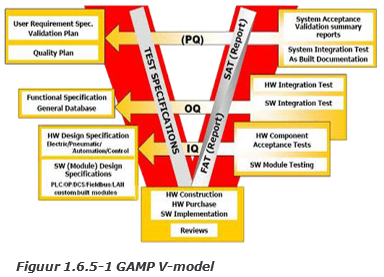 User Requirement Spec.
Validation Plan
Quality Plan
(PQ)
System Acceptance
Validation summary
reports
System Integration Test
As Built Documentation
TEST SPECIFICATIONS
SAT (Report)
FAT (Report)
Functional Specification
General Database
OQ
HW Integration Test
SW Integration Test
HW Design Specification
Electric/Pneumatic/
Automation/Control
SW (Module) Design
Specifications
PLC/OP/DCS/Fieldbus/LAN
custom built modules
IQ
HW Component
Acceptance Tests
SW Module Testing
HW Construction
HW Purchase
SW Implementation
Reviews
Figuur 1.6.5-1 GAMP V-model